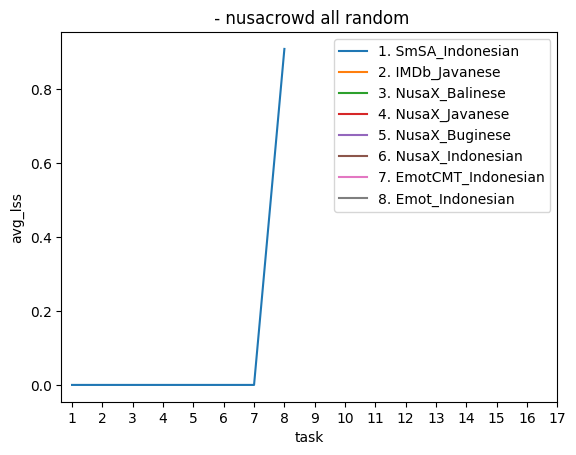 - nusacrowd all random
1. SmSA_Indonesian
2. IMDb_Javanese
3. NusaX_Balinese
4. NusaX_Javanese
5. NusaX_Buginese
6. NusaX_Indonesian
7. EmotCMT_Indonesian
8. Emot_Indonesian
avg_lss
0.8
0.6
0.4
0.2
0.0
1 2 3 4 5 6 7 8 9 10 11 12 13 14 15 16 17
task